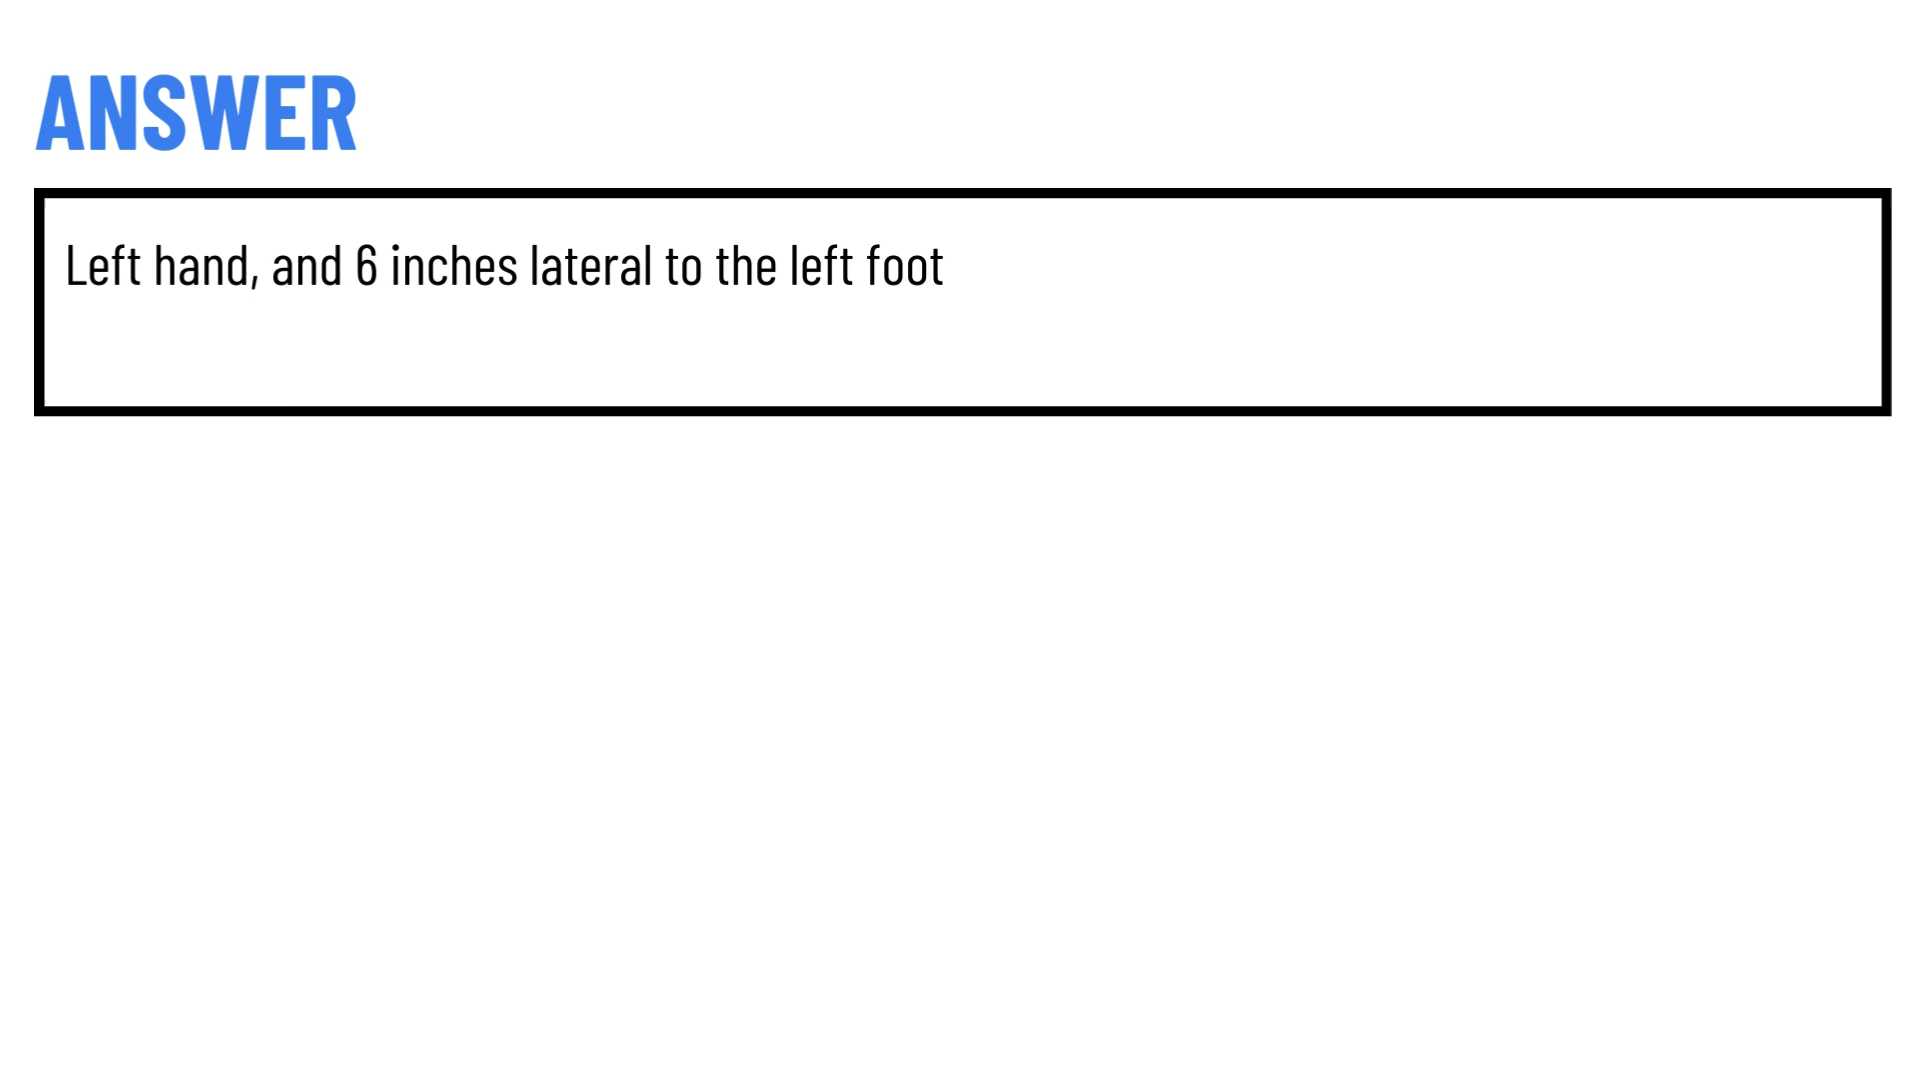 ANSWER
Left hand, and 6 inches lateral to the left foot